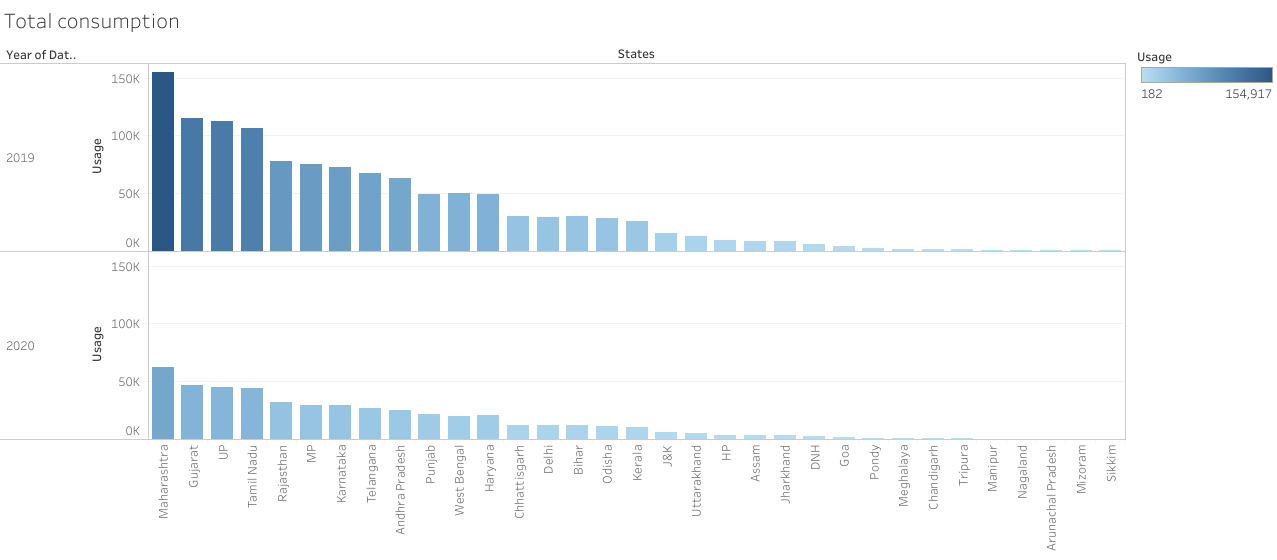 Total consumption
Year of Dat..
States
Usage
182 154,917
2019
Usage
150K
100K
50K
0K
2020
Usage
150K
100K
50K
0K
Maharashtra
Gujarat
UP
Tamil Nadu
Rajasthan
MP
Karnataka
Telangana
Andhra Pradesh
Punjab
West Bengal
Haryana
Chhattisgarh
Delhi
Bihar
Odisha
Kerala
J&K
Uttarakhand
HP
Assam
Jharkhand
DNH
Goa
Pondy
Meghalaya
Chandigarh
Tripura
Manipur
Nagaland
Arunachal Pradesh
Mizoram
Sikkim